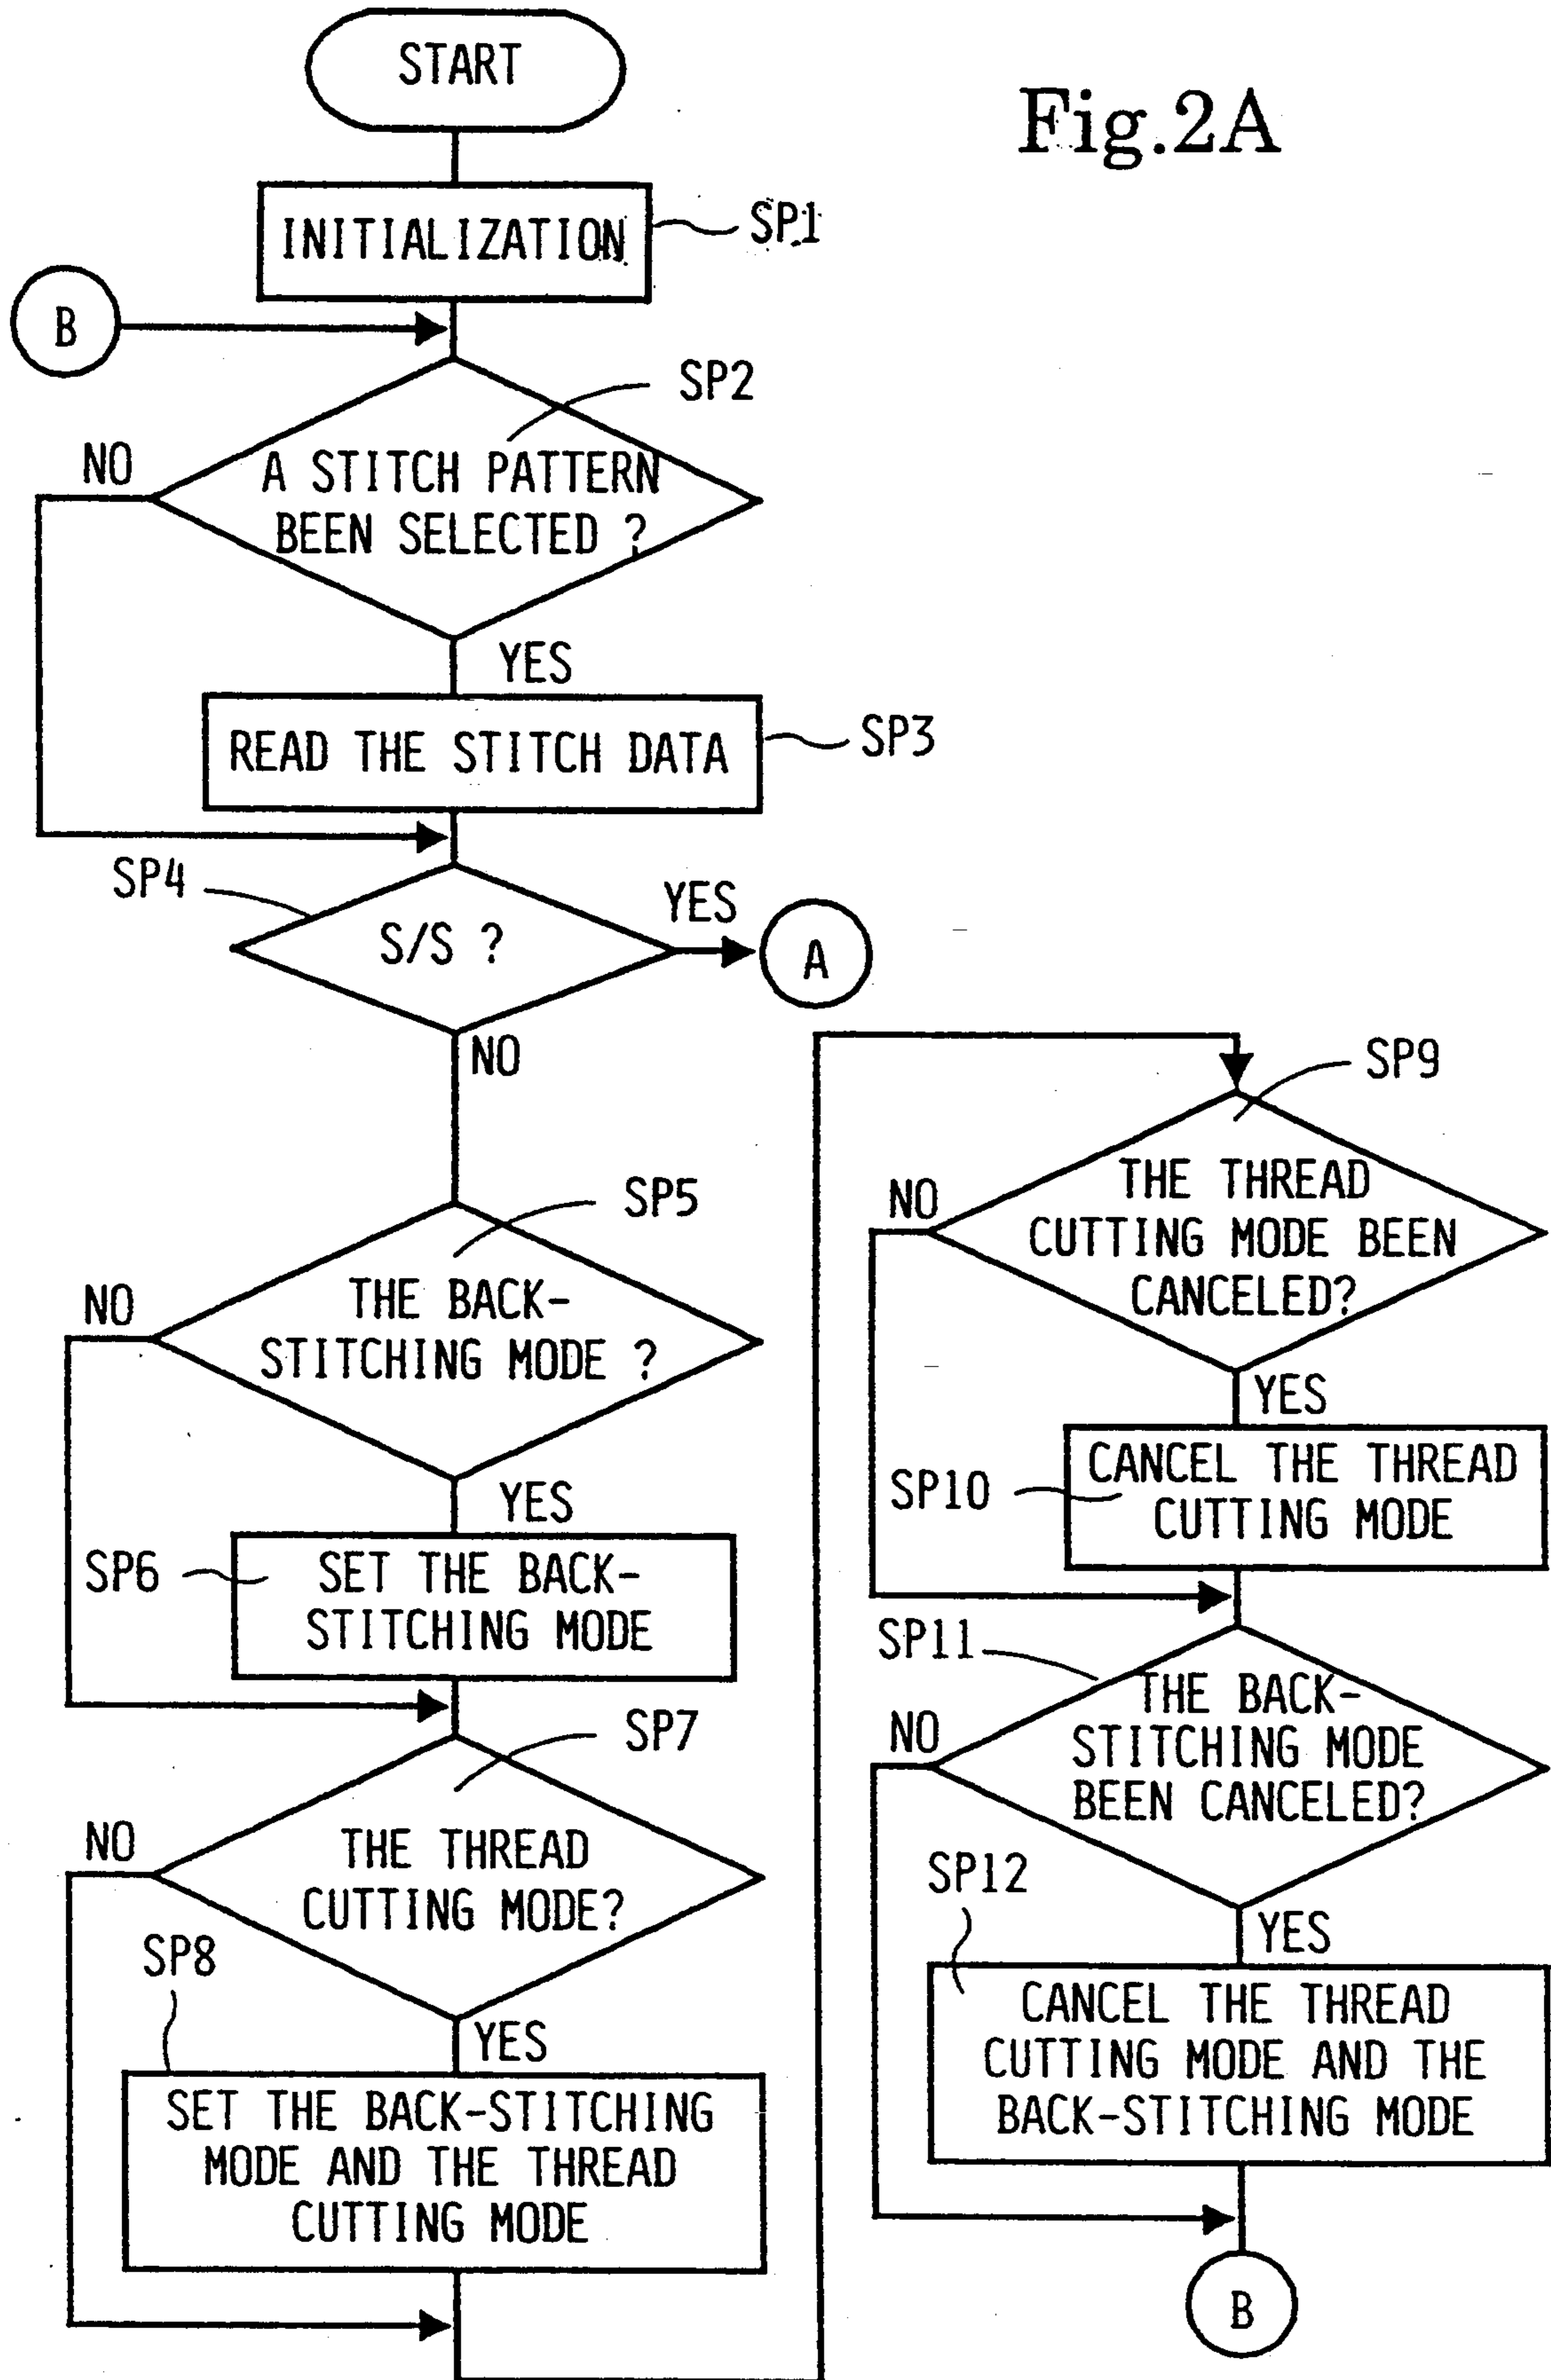 START
Fig.2A
INITIALIZATION
SP1
B
SP2
NO
A STITCH PATTERN
BEEN SELECTED ?
YES
READ THE STITCH DATA
SP3
SP4
S/S ?
YES
A
NO
SP5
NO
THE BACK-
STITCHING MODE ?
YES
SP6
SET THE BACK-
STITCHING MODE
SP7
NO
THE THREAD
CUTTING MODE?
SP8
YES
SET THE BACK-STITCHING
MODE AND THE THREAD
CUTTING MODE
SP9
NO
THE THREAD
CUTTING MODE BEEN
CANCELED?
YES
SP10
CANCEL THE THREAD
CUTTING MODE
SP11
NO
THE BACK-
STITCHING MODE
BEEN CANCELED?
SP12
YES
CANCEL THE THREAD
CUTTING MODE AND THE
BACK-STITCHING MODE
B